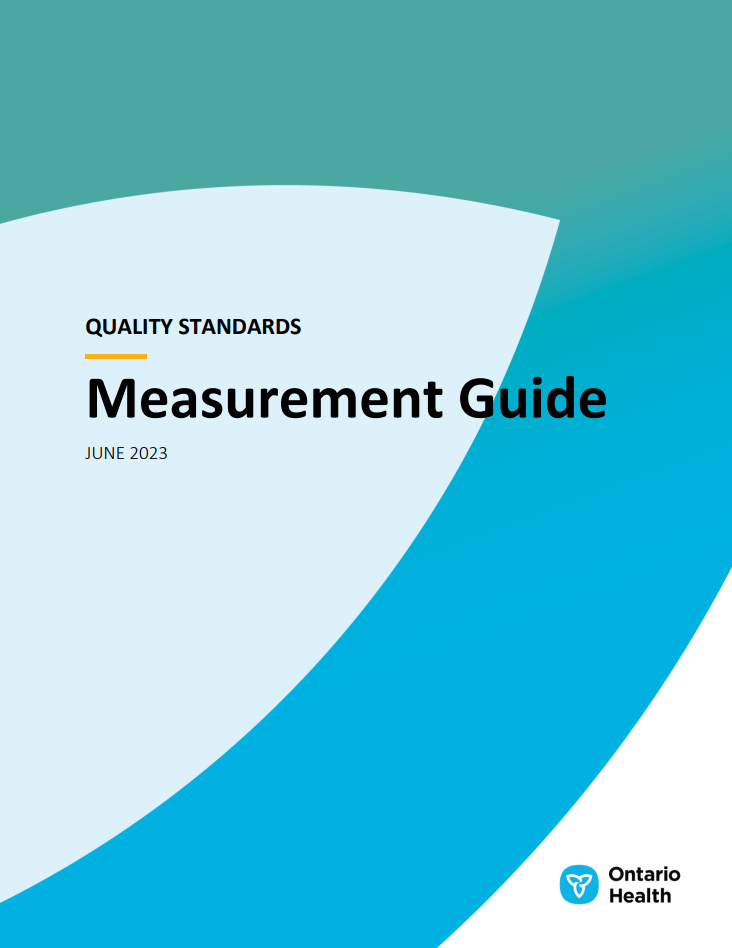 QUALITY STANDARDS
Measurement Guide
JUNE 2023
Ontario
Health